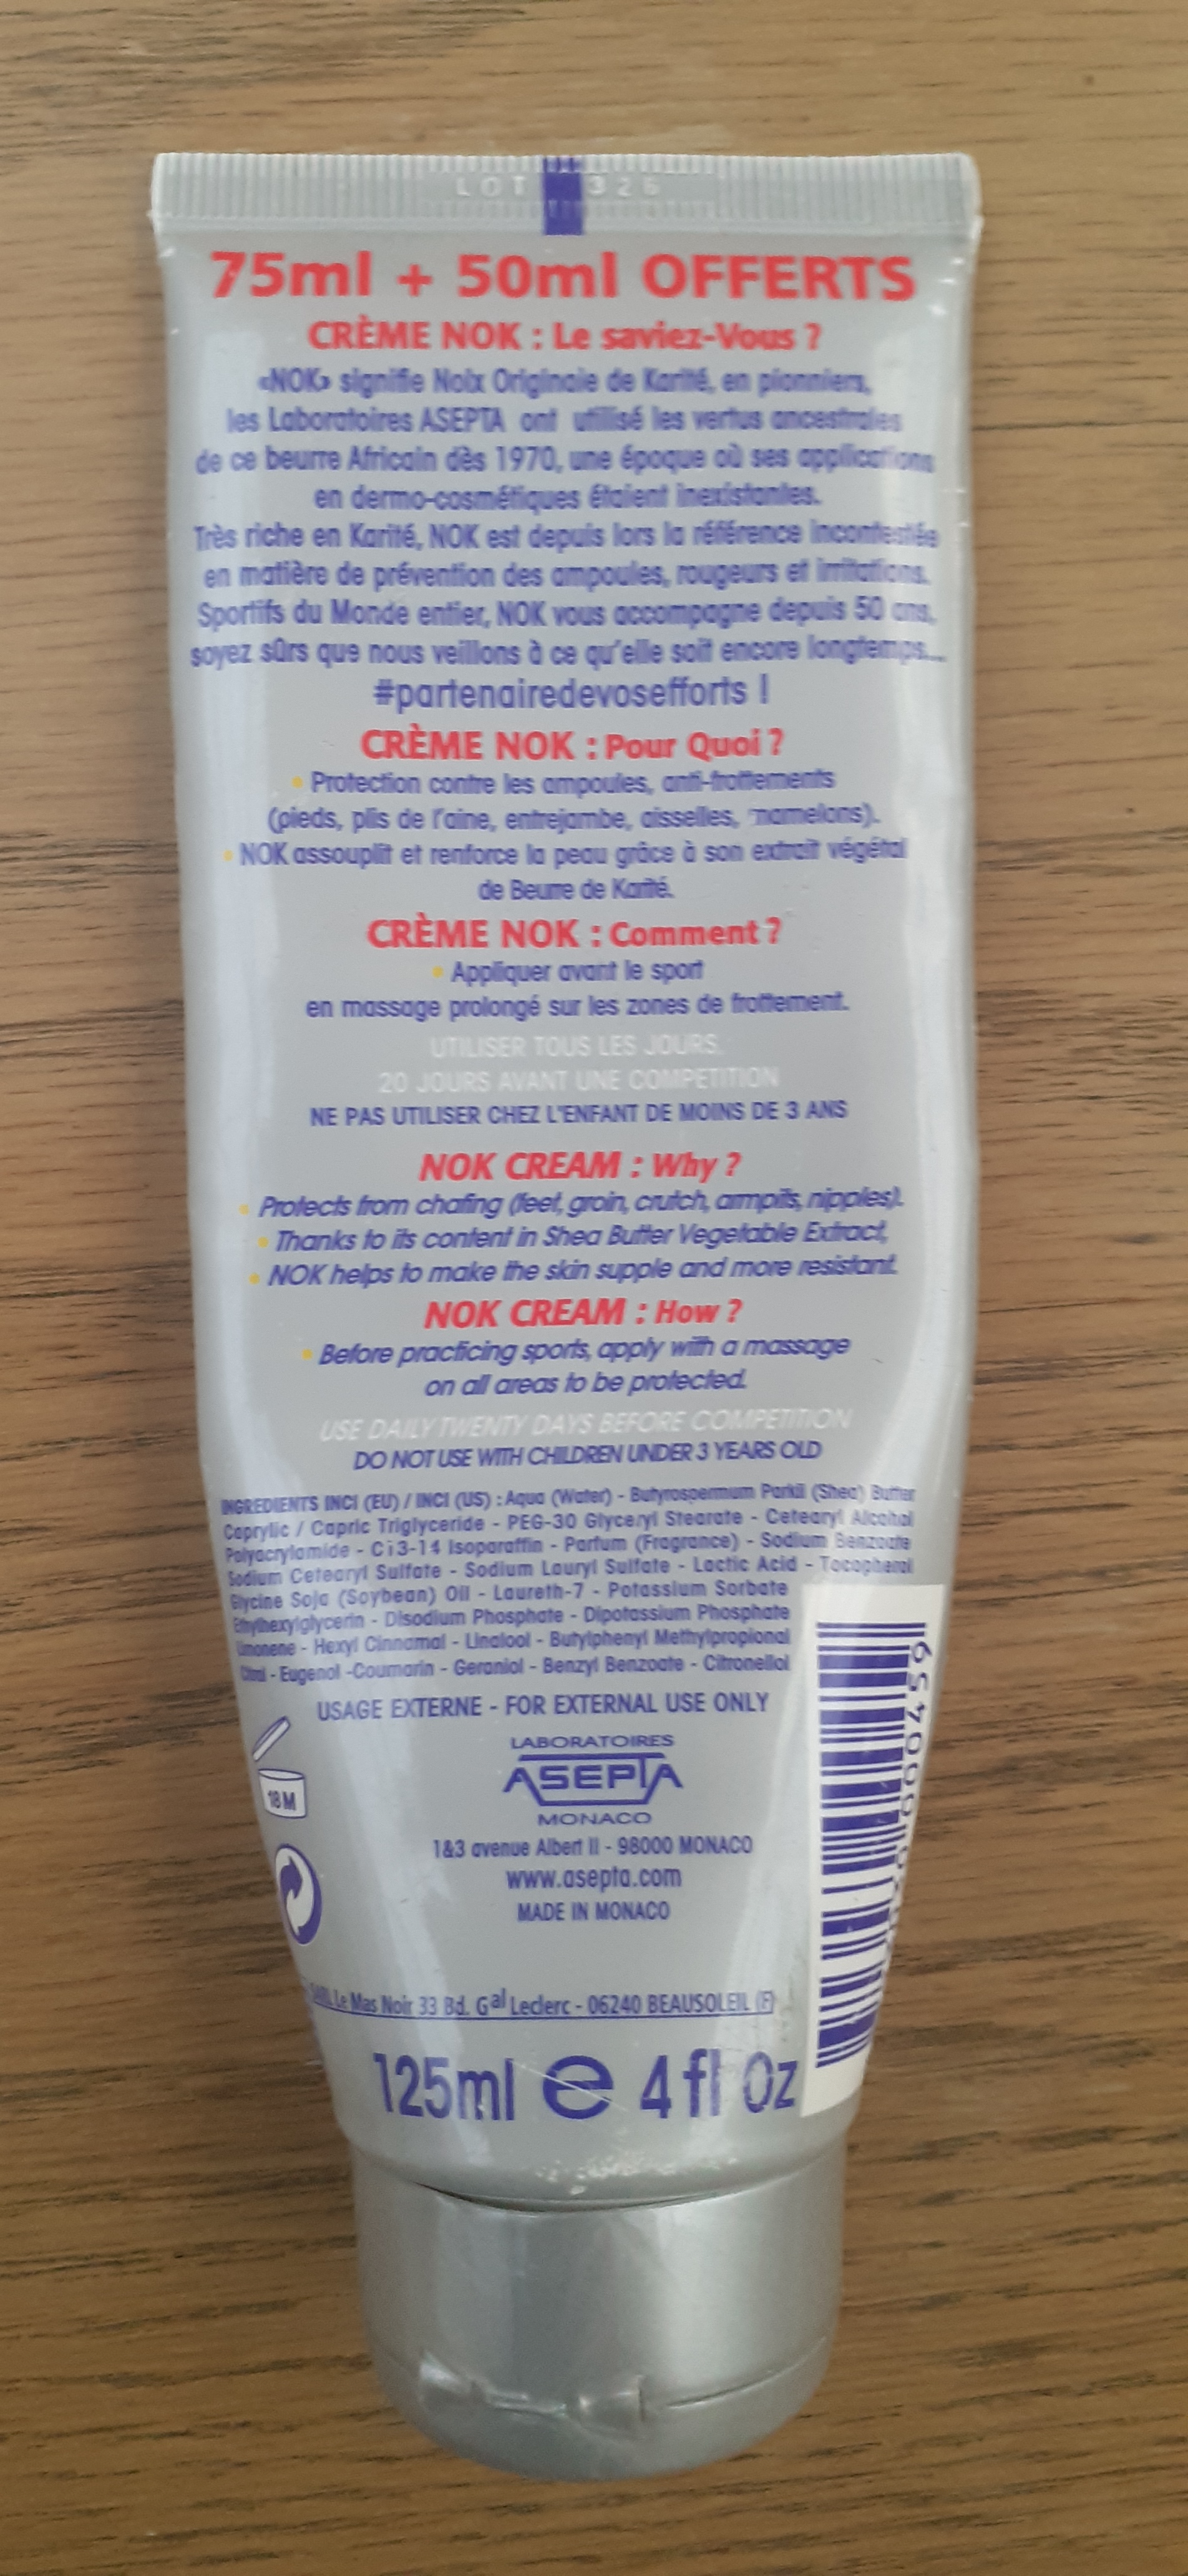 LOT 326
75ml + 50ml OFFERTS
CRÈME NOK : Le saviez-Vous ?
«NOK» signifie Noix Originale de Karité, en pionniers,
les Laboratoires ASEPTA ont utilisé les vertus ancestrales
de ce beurre Africain dès 1970, une époque où ses applications
en dermo-cosmétiques étaient inexistantes.
Très riche en Karité, NOK est depuis lors la référence incontestée
en matière de prévention des ampoules, rougeurs et irritations.
Sportifs du Monde entier, NOK vous accompagne depuis 50 ans,
soyez sûrs que nous veillons à ce qu'elle soit encore longtemps...
#partenairedevosefforts !
CRÈME NOK : Pour Quoi ?
• Protection contre les ampoules, anti-frottements
(pieds, plis de l'aine, entrejambe, aisselles, mamelons).
• NOK assouplit et renforce la peau grâce à son extrait végétal
de Beurre de Karité.
CRÈME NOK : Comment ?
• Appliquer avant le sport
en massage prolongé sur les zones de frottement.
UTILISER TOUS LES JOURS,
20 JOURS AVANT UNE COMPETITION
NE PAS UTILISER CHEZ L'ENFANT DE MOINS DE 3 ANS
NOK CREAM : Why ?
• Protects from chafing (feet, groin, crutch, armpits, nipples).
• Thanks to its content in Shea Butter Vegetable Extract,
• NOK helps to make the skin supple and more resistant.
NOK CREAM : How ?
• Before practicing sports, apply with a massage
on all areas to be protected.
USE DAILY TWENTY DAYS BEFORE COMPETITION
DO NOT USE WITH CHILDREN UNDER 3 YEARS OLD
INGREDIENTS INCI (EU) / INCI (US) : Aqua (Water) - Butyrospermum Parkii (Shea) Butter
Caprylic / Capric Triglyceride - PEG-30 Glyceryl Stearate - Cetearyl Alcohol
Polyacrylamide - C13-14 Isoparaffin - Parfum (Fragrance) - Sodium Benzoate
Sodium Cetearyl Sulfate - Sodium Lauryl Sulfate - Lactic Acid - Tocopherol
Glycine Soja (Soybean) Oil - Laureth-7 - Potassium Sorbate
Ethylhexylglycerin - Disodium Phosphate - Dipotassium Phosphate
Limonene - Hexyl Cinnamal - Linalool - Butylphenyl Methylpropional
Citral - Eugenol -Coumarin - Geraniol - Benzyl Benzoate - Citronellol
USAGE EXTERNE - FOR EXTERNAL USE ONLY
18 M
LABORATOIRES
ASEPTA
MONACO
1&3 avenue Albert II - 98000 MONACO
www.asepta.com
MADE IN MONACO
Le Mas Noir 33 Bd. Gal Leclerc - 06240 BEAUSOLEIL (F)
125ml e 4 fl Oz